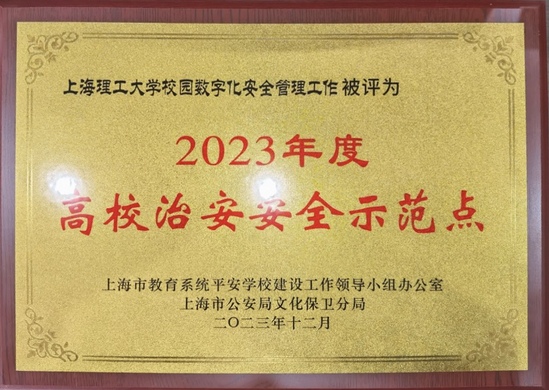 上海理工大学校园数字化安全管理工作被评为
2023年度
高校治安安全示范点
上海市教育系统平安学校建设工作领导小组办公室
上海市公安局文化保卫分局
二〇二三年十二月